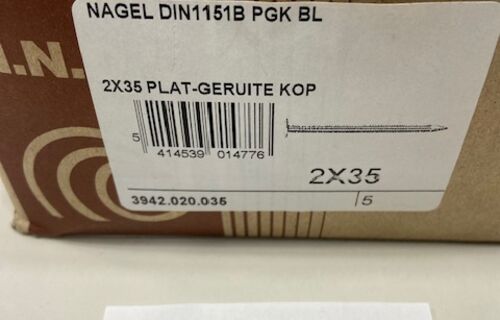 NAGEL DIN1151B PGK BL
I.N.
2X35 PLAT-GERUITE KOP
5 414539 014776
2X35
3942.020.035
5